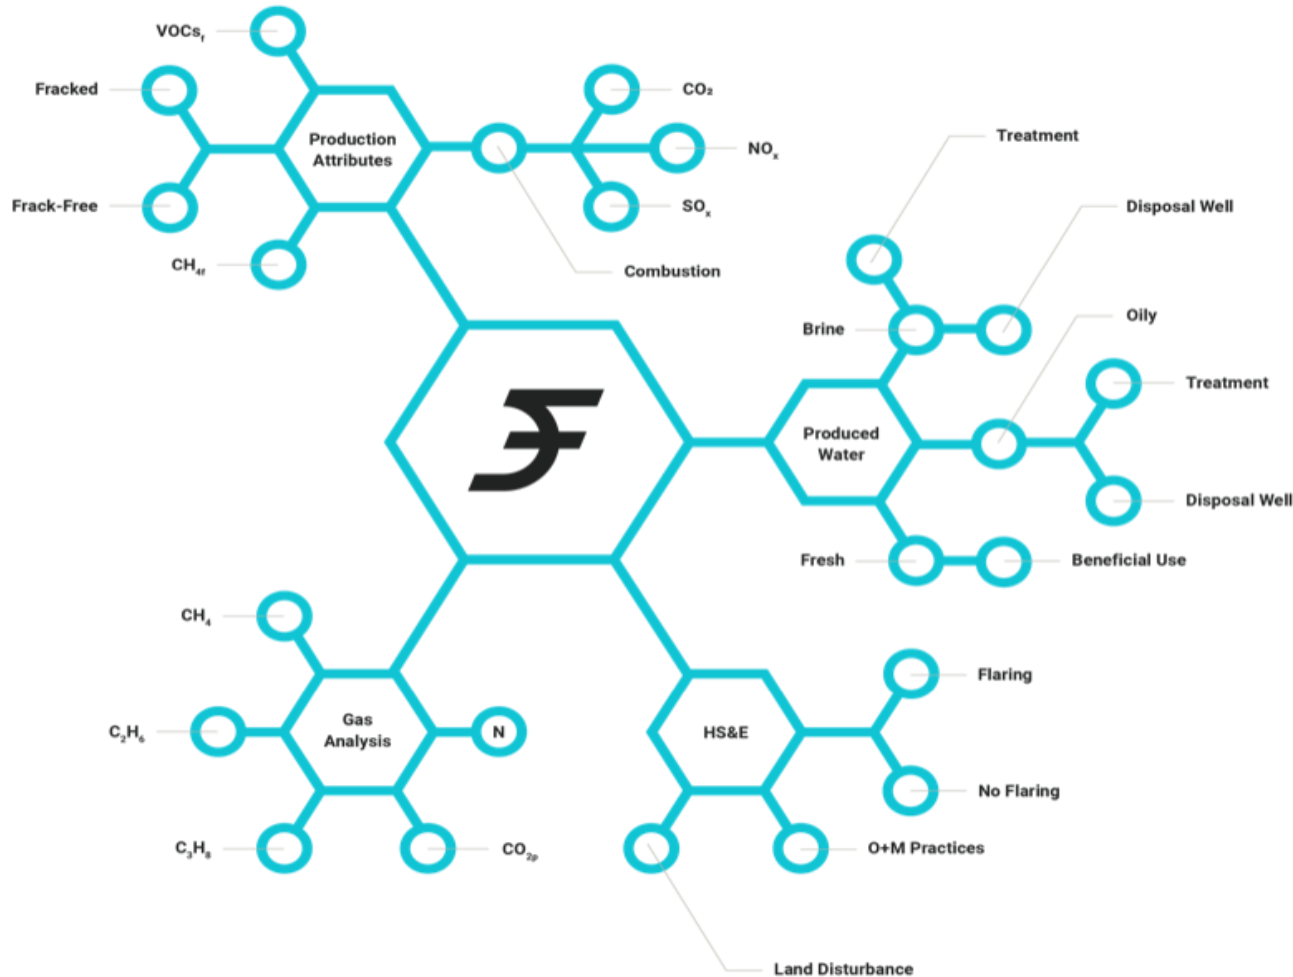 VOCsf
Fracked
Production
Attributes
Frack-Free
CH4f
CO₂
NOx
SOx
Combustion
Treatment
Disposal Well
Brine
Oily
Treatment
Produced
Water
Disposal Well
Fresh
Beneficial Use
CH4
C2H6
Gas
Analysis
N
C3H8
CO2p
HS&E
Flaring
No Flaring
O+M Practices
Land Disturbance